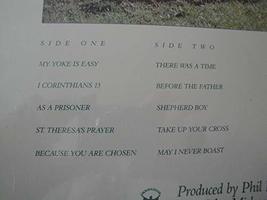 SIDE ONE
MY YOKE IS EASY
I CORINTHIANS 13
AS A PRISONER
ST. THERESA'S PRAYER
BECAUSE YOU ARE CHOSEN
SIDE TWO
THERE WAS A TIME
BEFORE THE FATHER
SHEPHERD BOY
TAKE UP YOUR CROSS
MAY I NEVER BOAST
Produced by Phil